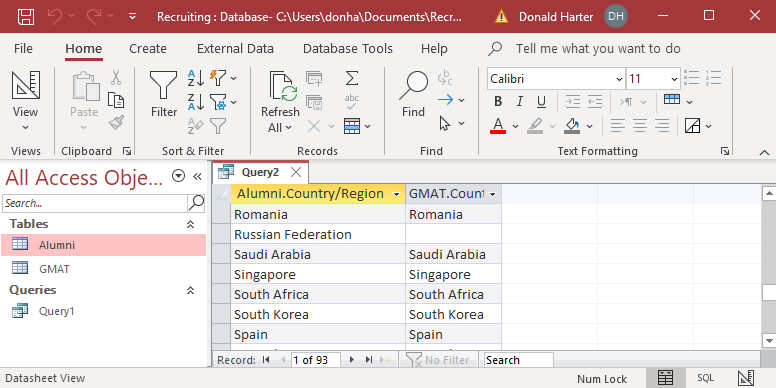 Recruiting : Database- C:\Users\donha\Documents\Recr...
Donald Harter
DH
File Home Create External Data Database Tools Help Tell me what you want to do
View
Filter
Refresh
All
abc
Find
Calibri 11
B I U
A
Views Clipboard Sort & Filter Records Find Text Formatting
All Access Obje...
Search...
Tables
Alumni
GMAT
Queries
Query1
Query2
Alumni.Country/Region GMAT.Count
Romania Romania
Russian Federation
Saudi Arabia Saudi Arabia
Singapore Singapore
South Africa South Africa
South Korea South Korea
Spain Spain
Record: 1 of 93 No Filter Search
Datasheet View Num Lock SQL